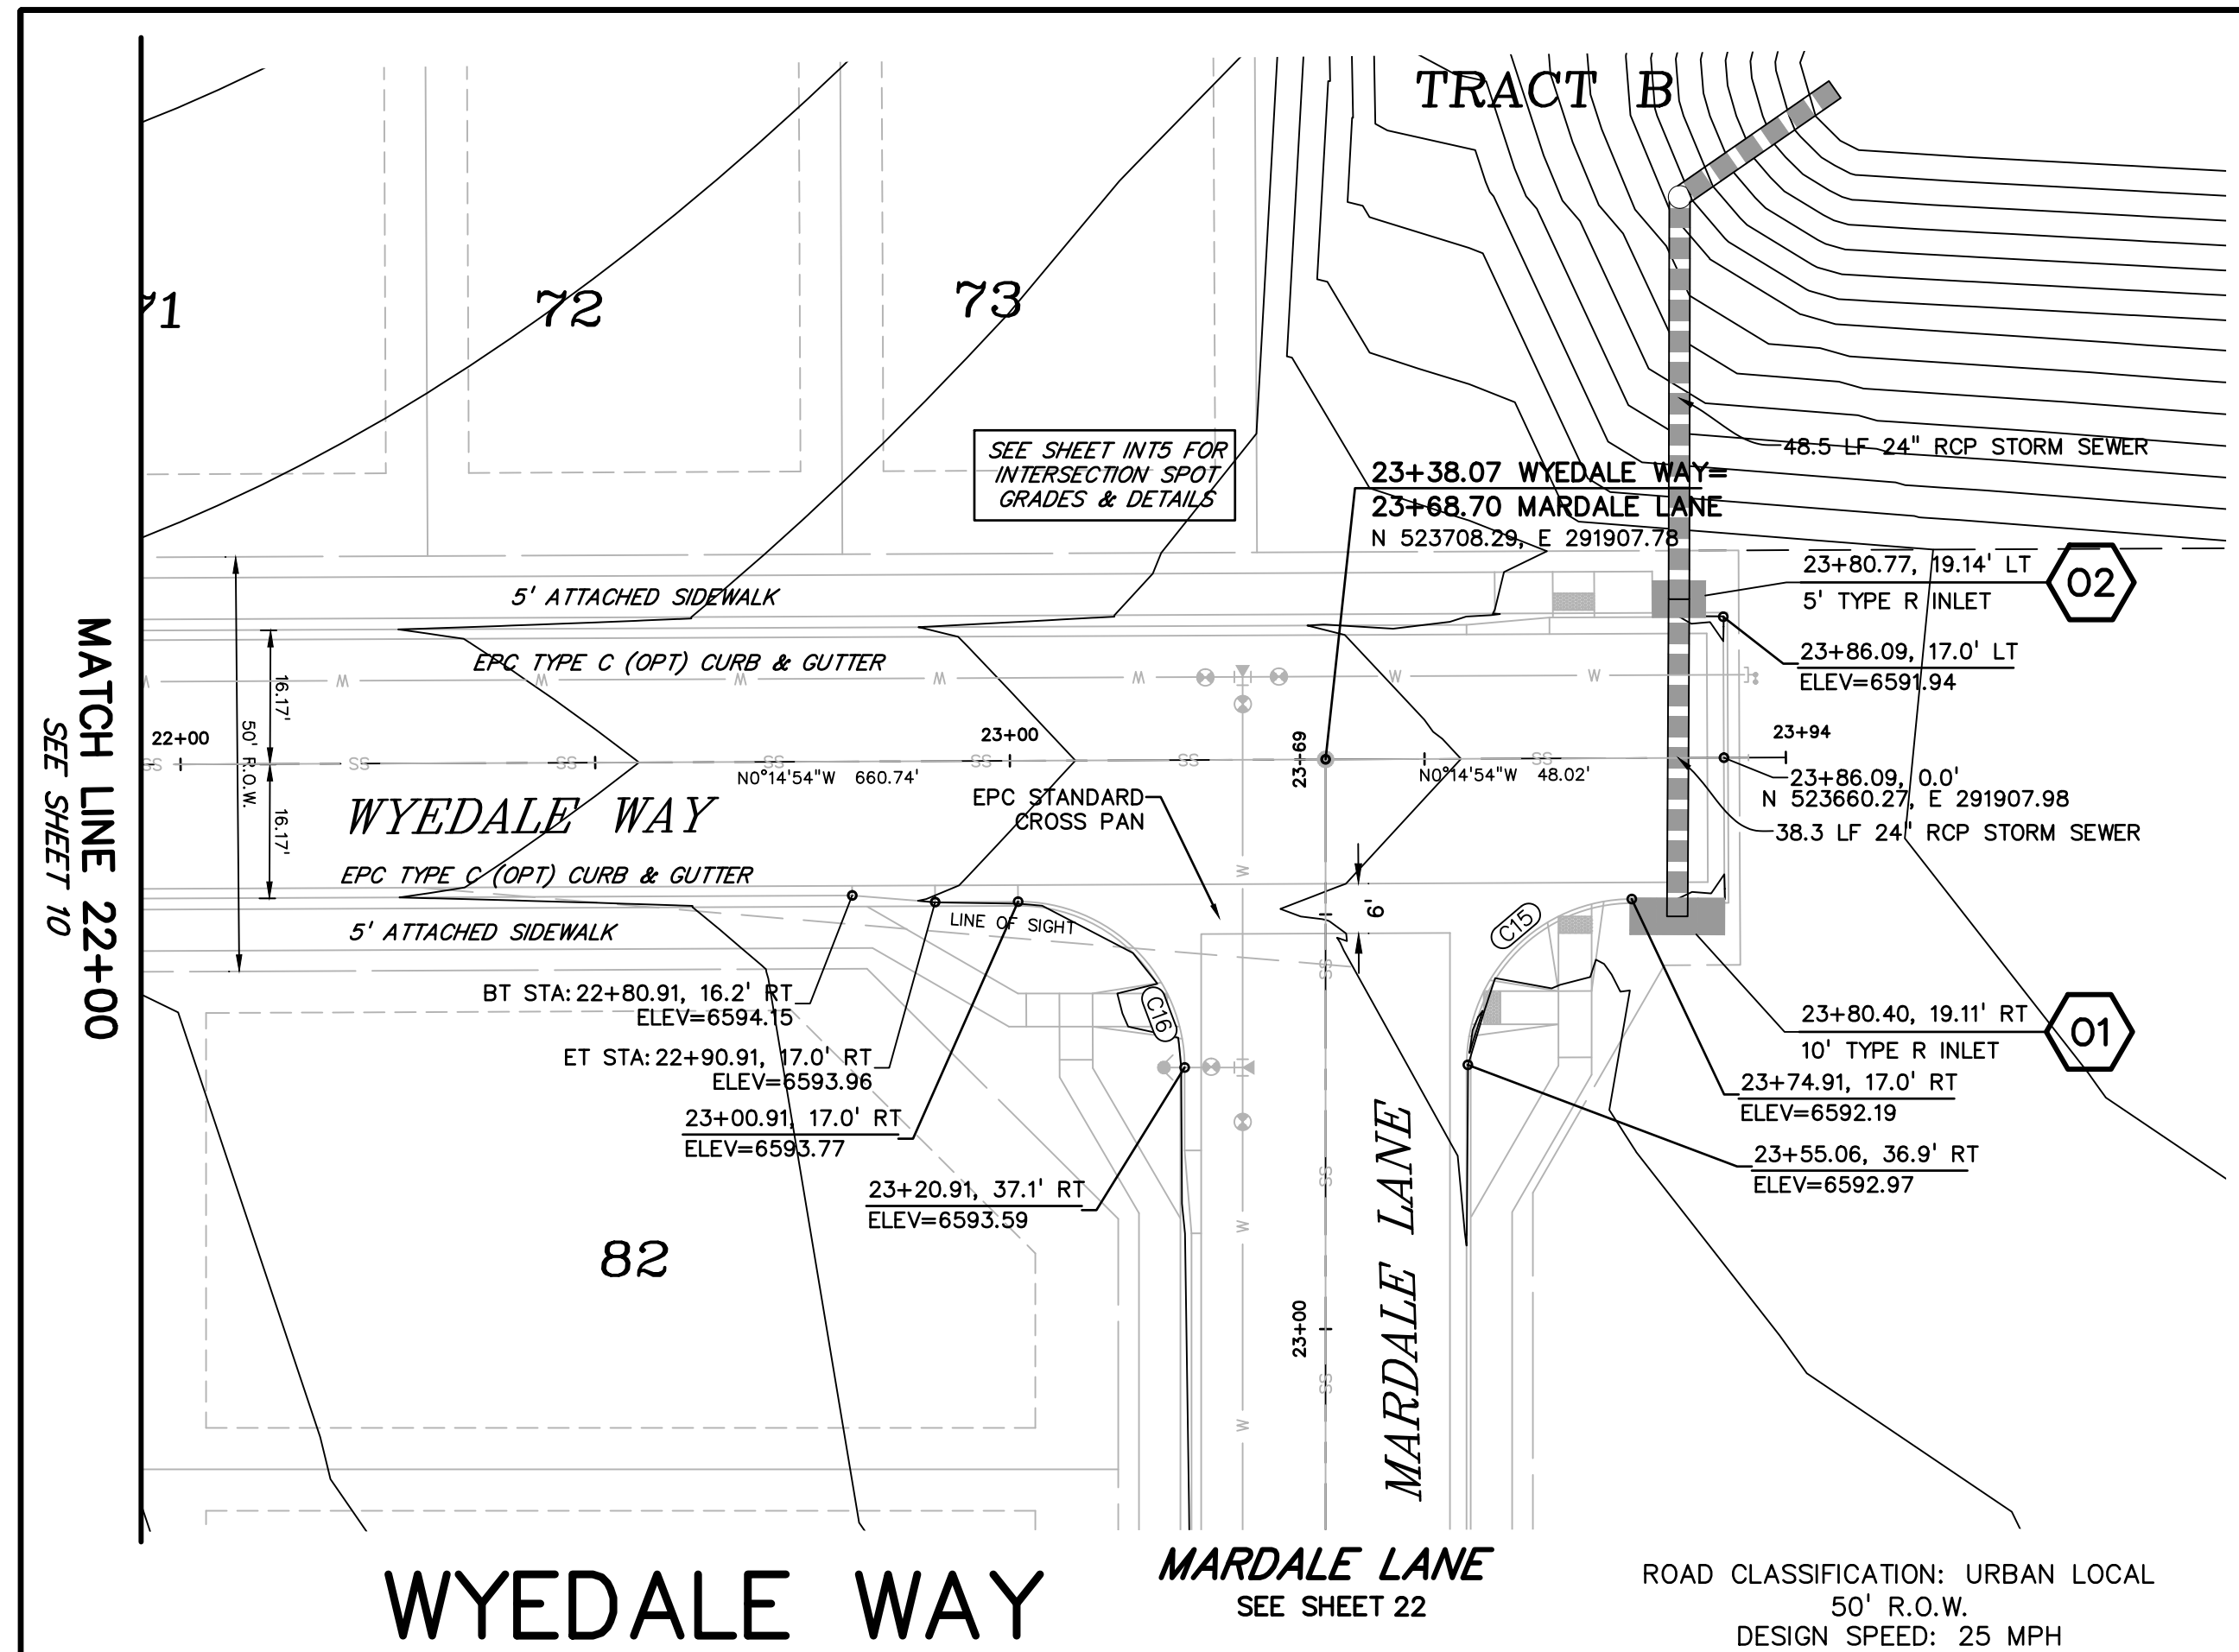 TRACT B
71
72
73
SEE SHEET INT5 FOR
INTERSECTION SPOT
GRADES & DETAILS
48.5 LF 24" RCP STORM SEWER
23+38.07 WYEDALE WAY=
23+68.70 MARDALE LANE
N 523708.29, E 291907.78
23+80.77, 19.14' LT
5' TYPE R INLET
02
23+86.09, 17.0' LT
ELEV=6591.94
5' ATTACHED SIDEWALK
EPC TYPE C (OPT) CURB & GUTTER
W W W W W W W
16.17'
50' R.O.W.
16.17'
22+00
23+00
23+69
23+94
SS SS SS SS SS SS SS
N0°14'54"W 660.74'
N0°14'54"W 48.02'
23+86.09, 0.0'
N 523660.27, E 291907.98
38.3 LF 24" RCP STORM SEWER
WYEDALE WAY
EPC STANDARD
CROSS PAN
EPC TYPE C (OPT) CURB & GUTTER
5' ATTACHED SIDEWALK
LINE OF SIGHT
6'
C15
C16
MATCH LINE 22+00
SEE SHEET 10
BT STA: 22+80.91, 16.2' RT
ELEV=6594.15
ET STA: 22+90.91, 17.0' RT
ELEV=6593.96
23+00.91, 17.0' RT
ELEV=6593.77
23+20.91, 37.1' RT
ELEV=6593.59
23+80.40, 19.11' RT
10' TYPE R INLET
01
23+74.91, 17.0' RT
ELEV=6592.19
23+55.06, 36.9' RT
ELEV=6592.97
W W W
SS SS SS
23+00
MARDALE LANE
82
WYEDALE WAY
MARDALE LANE
SEE SHEET 22
ROAD CLASSIFICATION: URBAN LOCAL
50' R.O.W.
DESIGN SPEED: 25 MPH